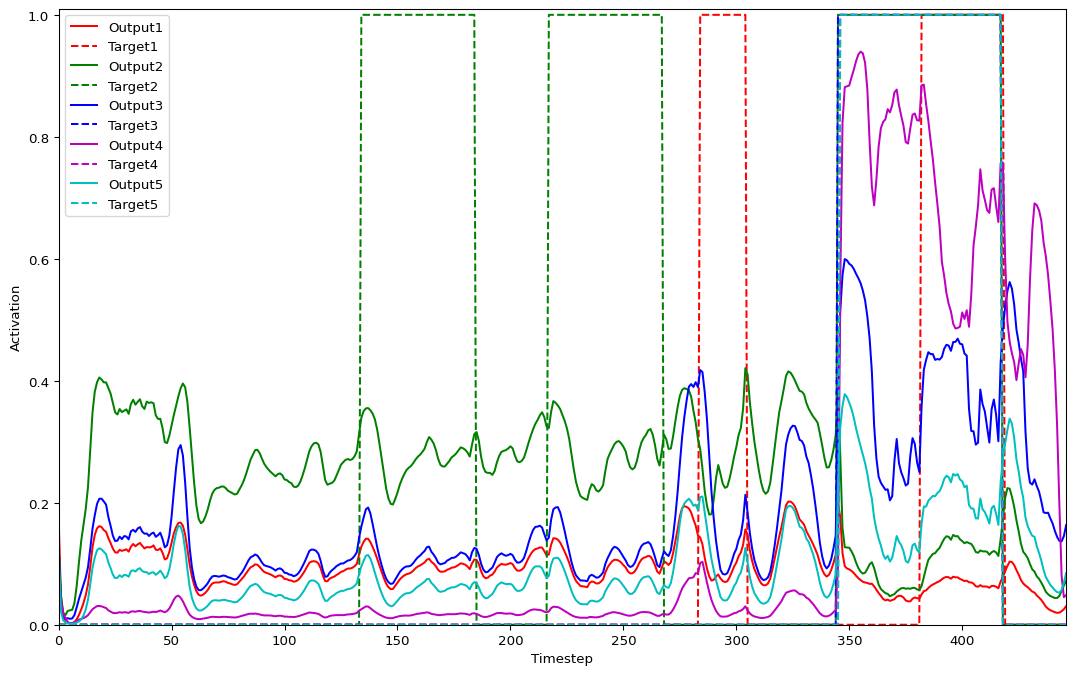 1.0
0.8
0.6
0.4
0.2
0.0
Activation
Output1
Target1
Output2
Target2
Output3
Target3
Output4
Target4
Output5
Target5
0 50 100 150 200 250 300 350 400
Timestep